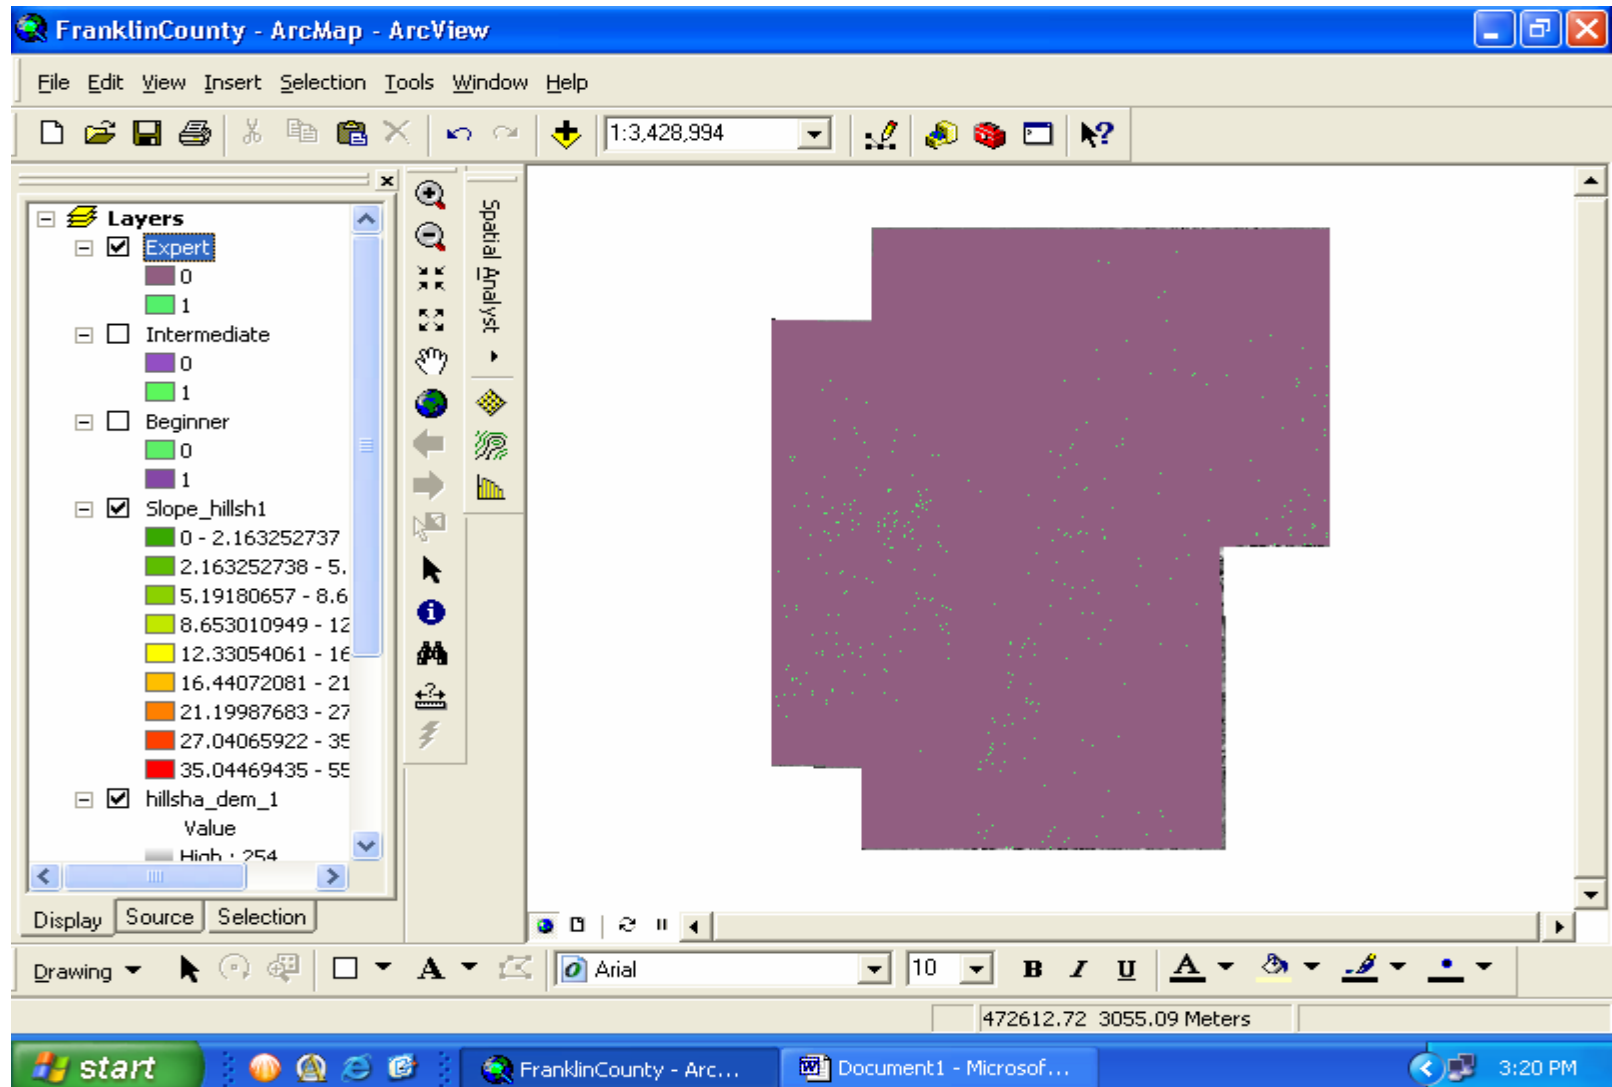 FranklinCounty - ArcMap - ArcView
File Edit View Insert Selection Tools Window Help
1:3,428,994
Layers
Expert
0
1
Intermediate
0
1
Beginner
0
1
Slope_hillsh1
0 - 2.163252737
2.163252738 - 5.
5.19180657 - 8.6
8.653010949 - 12
12.33054061 - 16
16.44072081 - 21
21.19987683 - 27
27.04065922 - 35
35.04469435 - 55
hillsha_dem_1
Value
High : 254
Display Source Selection
Spatial Analyst
Drawing A Arial 10 B I U A
472612.72 3055.09 Meters
start FranklinCounty - Arc... Document1 - Microsof... 3:20 PM